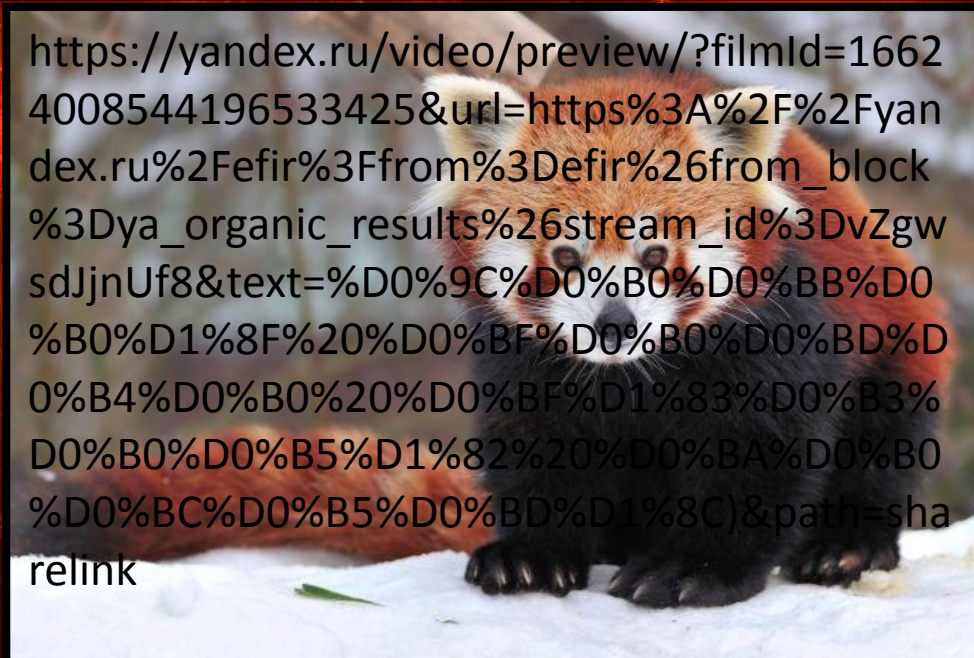 https://yandex.ru/video/preview/?filmId=1662
4008544196533425&url=https%3A%2F%2Fyan
dex.ru%2Fefir%3Ffrom%3Defir%26from_block
%3Dya_organic_results%26stream_id%3DvZgw
sdJjnUf8&text=%D0%9C%D0%B0%D0%BB%D0
%B0%D1%8F%20%D0%BF%D0%B0%D0%BD%D
0%B4%D0%B0%20%D0%BF%D1%83%D0%B3%
D0%B0%D0%B5%D1%82%20%D0%BA%D0%B0
%D0%BC%D0%B5%D0%BD%D1%8C)&path=sha
relink